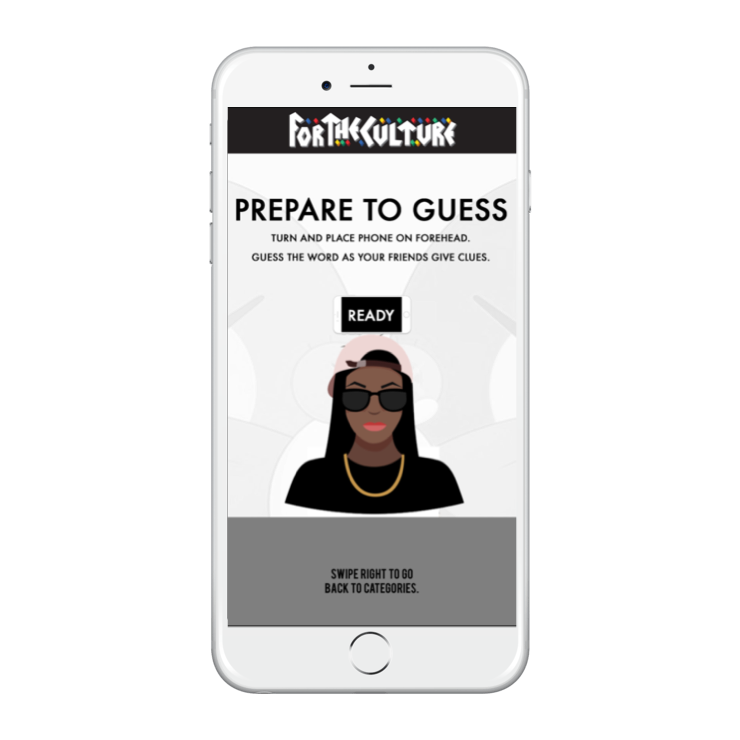 FORTHECULTURE
PREPARE TO GUESS
TURN AND PLACE PHONE ON FOREHEAD.
GUESS THE WORD AS YOUR FRIENDS GIVE CLUES.
READY
SWIPE RIGHT TO GO
BACK TO CATEGORIES.